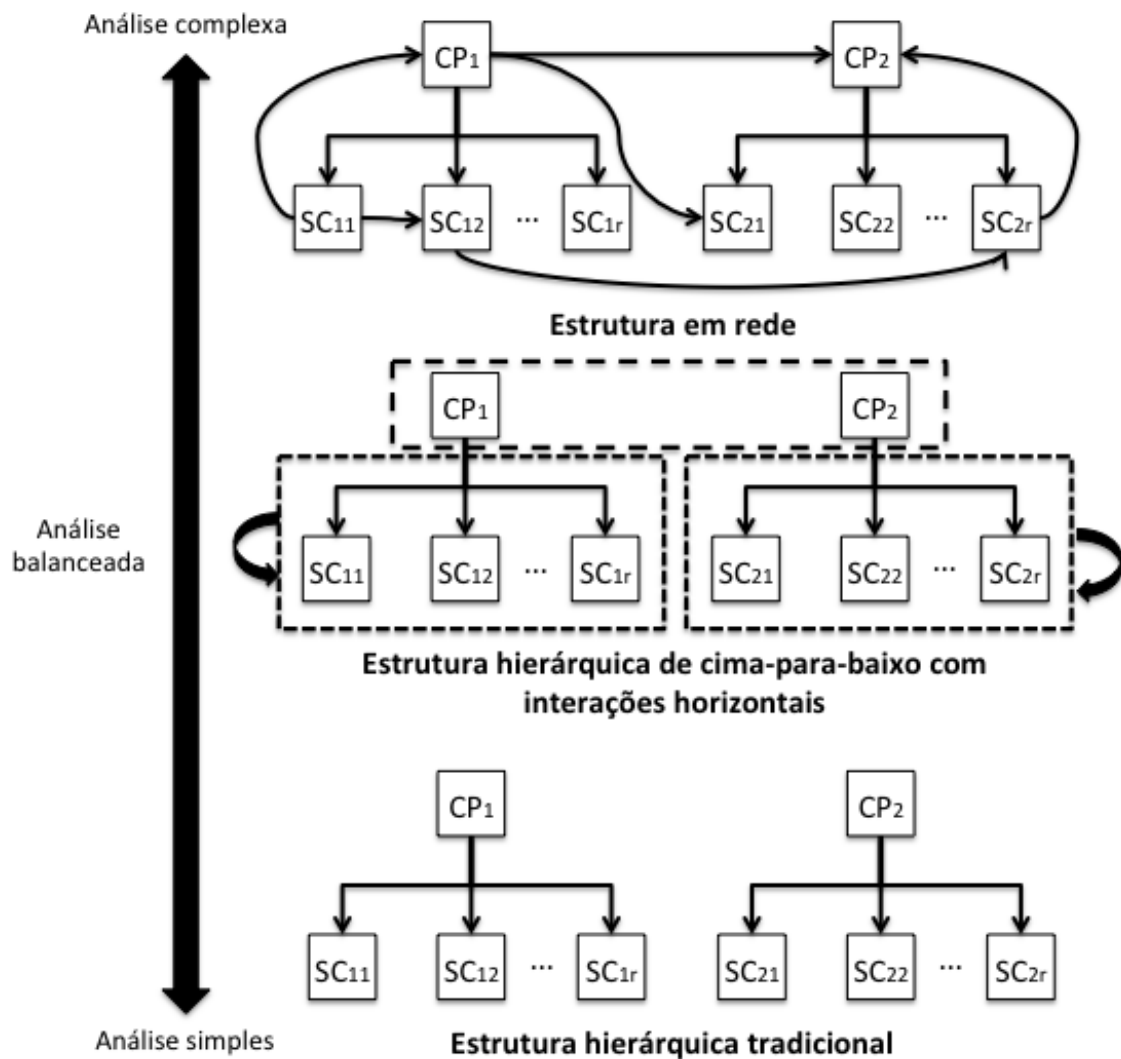 Análise complexa
CP1 CP2
SC11 SC12 ... SC1r SC21 SC22 ... SC2r
Estrutura em rede
CP1 CP2
Análise
balanceada
SC11 SC12 ... SC1r SC21 SC22 ... SC2r
Estrutura hierárquica de cima-para-baixo com
interações horizontais
CP1 CP2
SC11 SC12 ... SC1r SC21 SC22 ... SC2r
Análise simples
Estrutura hierárquica tradicional